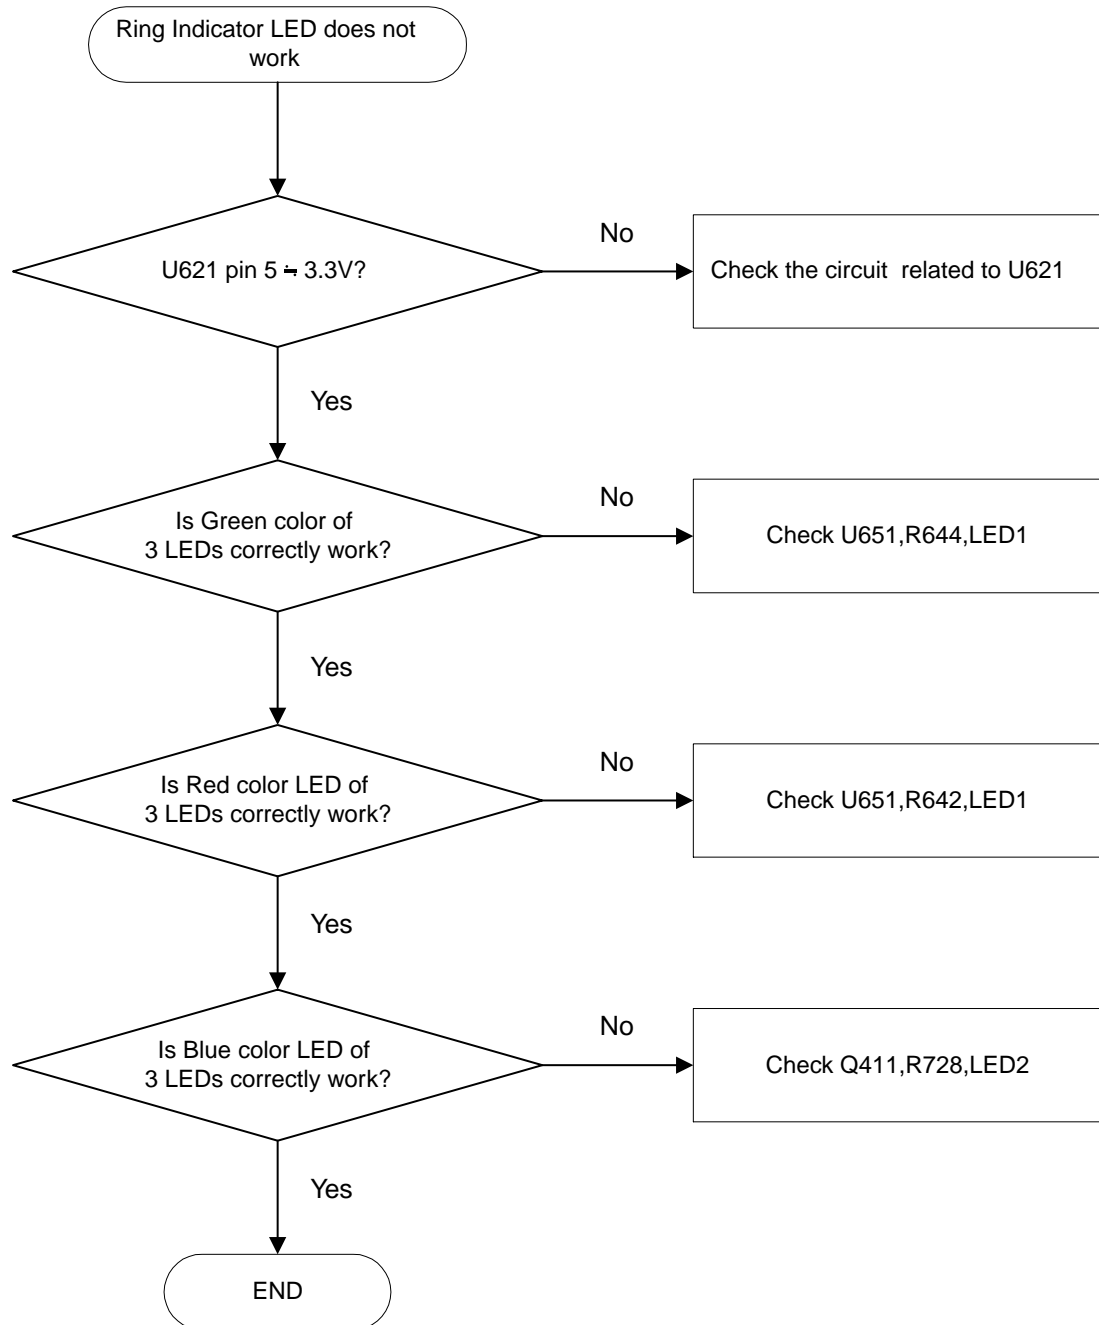 Ring Indicator LED does not
work
U621 pin 5 ≒ 3.3V?
No
Check the circuit  related to U621
Yes
Is Green color of
3 LEDs correctly work?
No
Check U651,R644,LED1
Yes
Is Red color LED of
3 LEDs correctly work?
No
Check U651,R642,LED1
Yes
Is Blue color LED of
3 LEDs correctly work?
No
Check Q411,R728,LED2
Yes
END